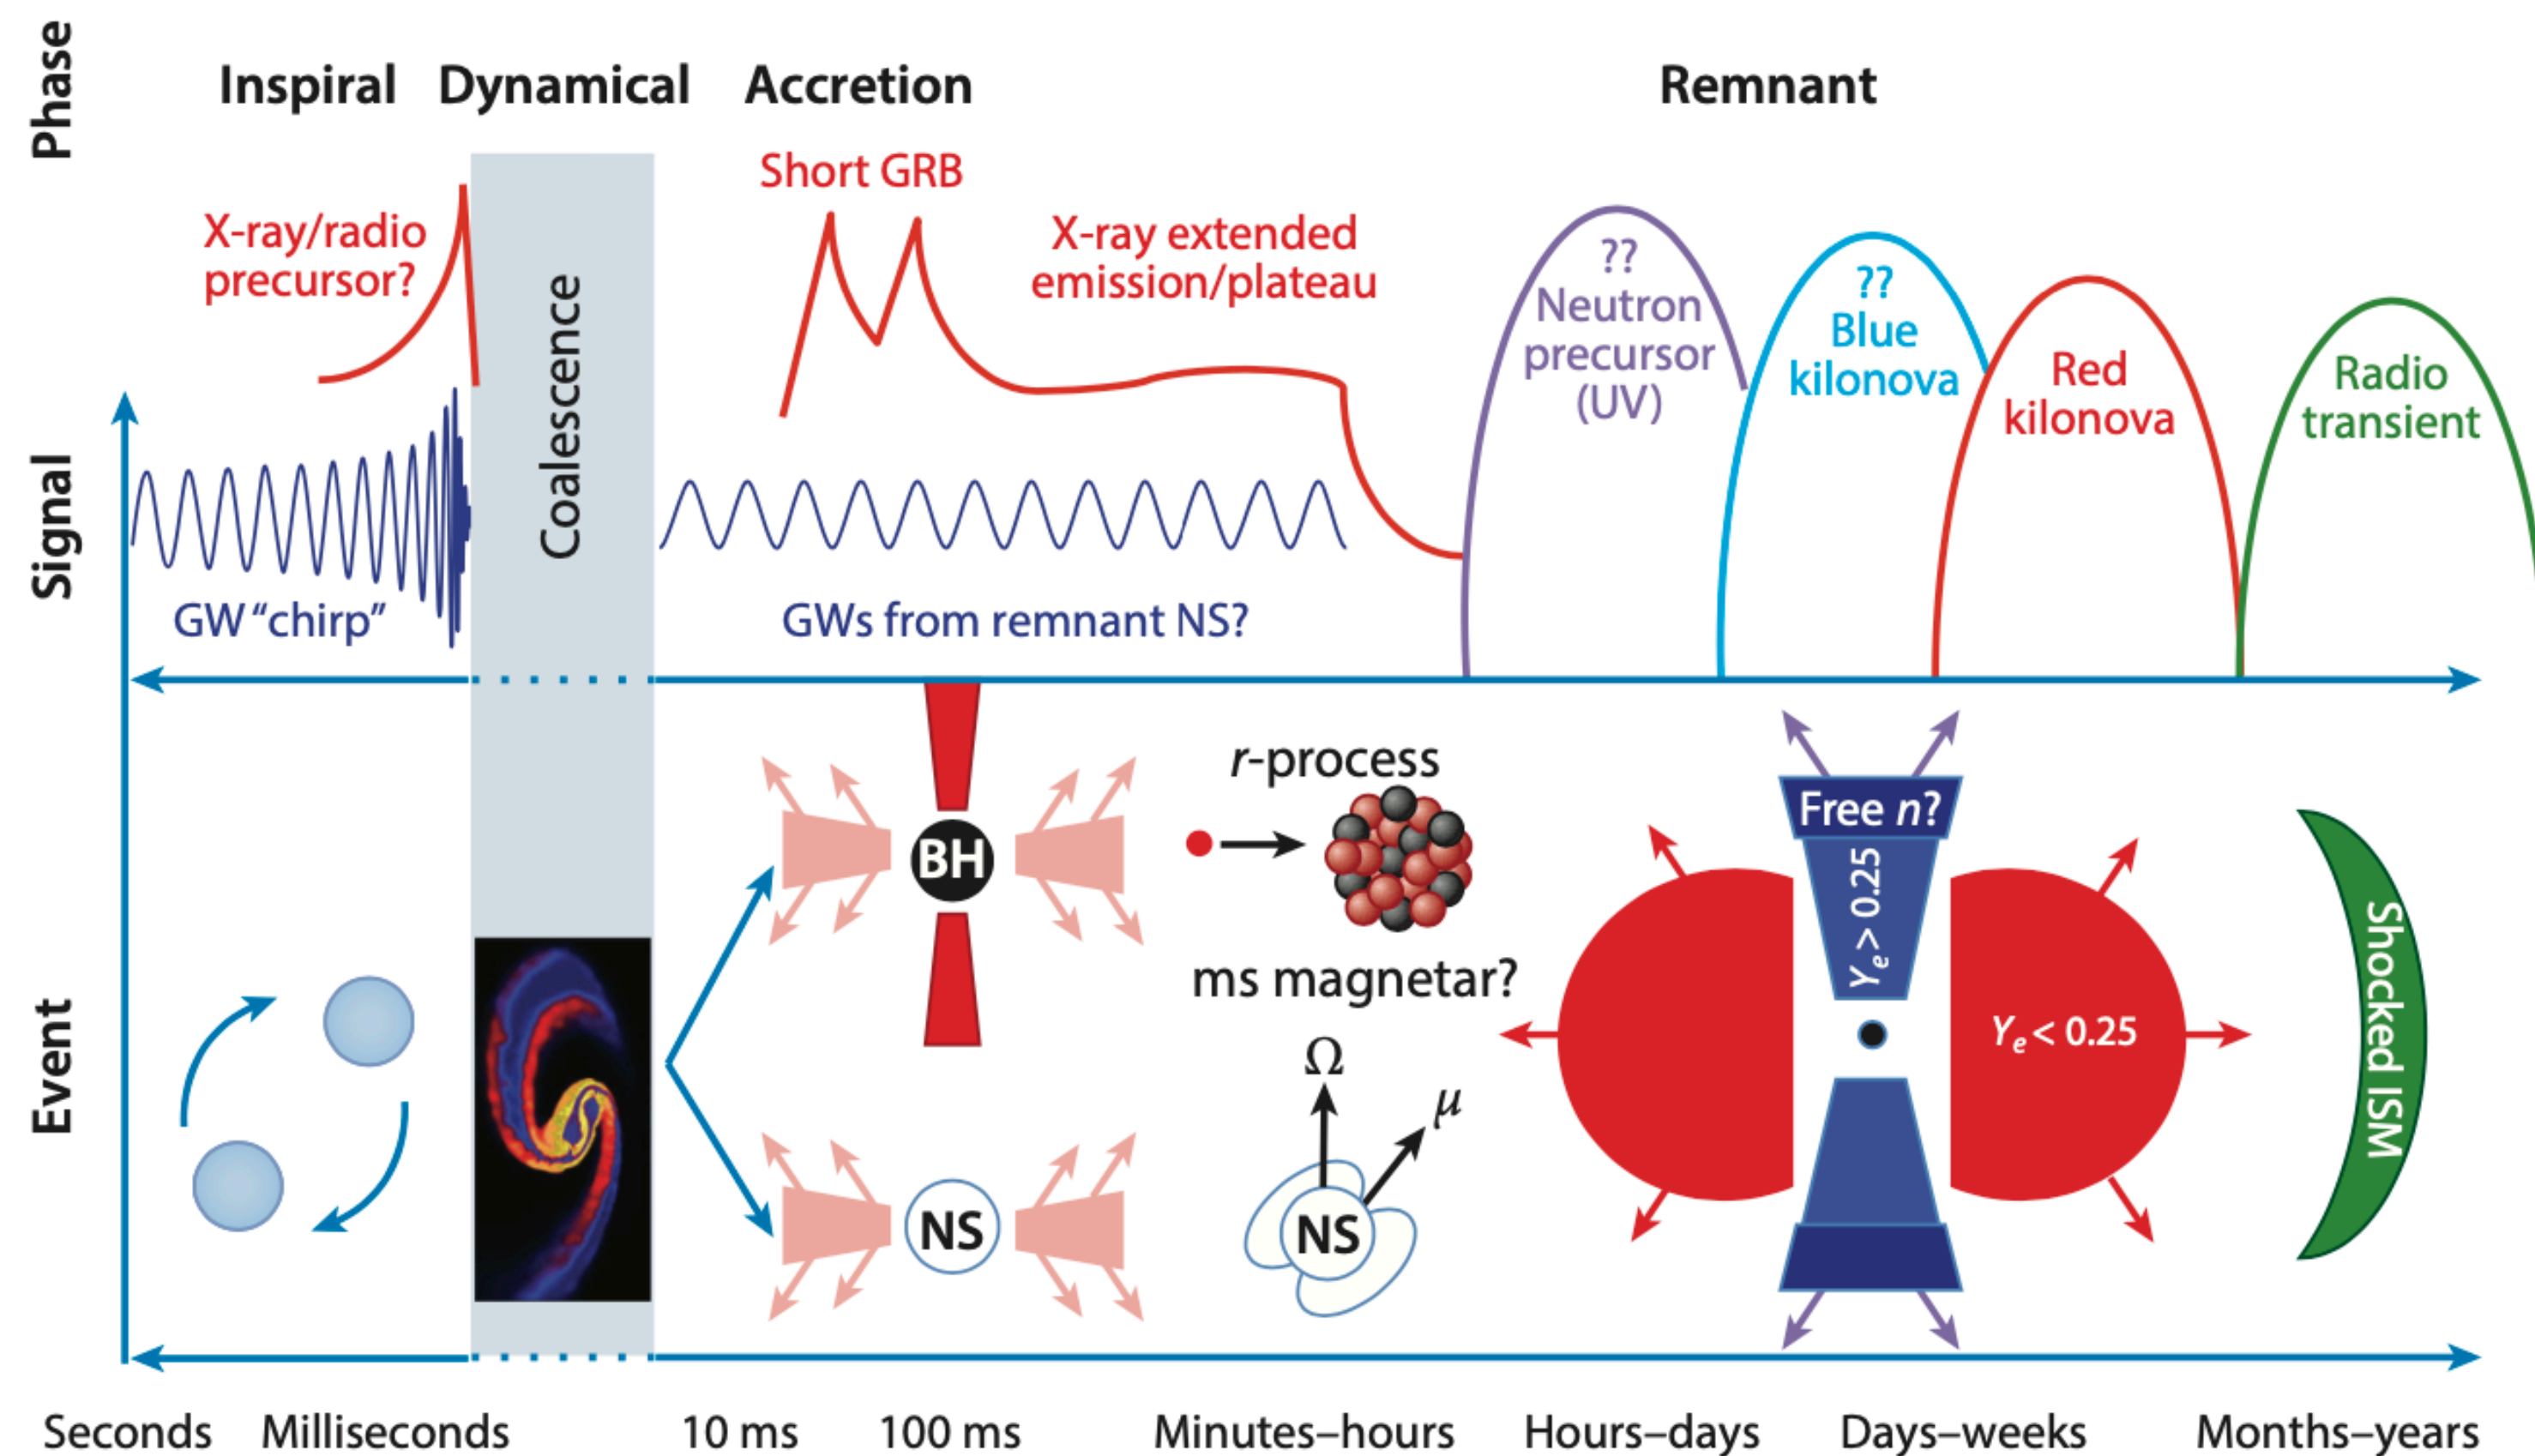 Phase
Inspiral
Dynamical
Accretion
Remnant
Signal
X-ray/radio
precursor?
GW “chirp”
Coalescence
Short GRB
X-ray extended
emission/plateau
GWs from remnant NS?
??
Neutron
precursor
(UV)
??
Blue
kilonova
Red
kilonova
Radio
transient
Event
BH
NS
r-process
ms magnetar?
Ω
μ
NS
Free n?
Yₑ > 0.25
Yₑ < 0.25
Shocked ISM
Seconds
Milliseconds
10 ms
100 ms
Minutes–hours
Hours–days
Days–weeks
Months–years